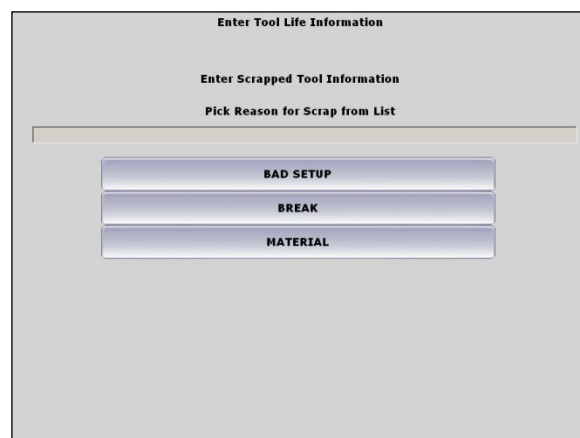 Enter Tool Life Information
Enter Scrapped Tool Information
Pick Reason for Scrap from List
BAD SETUP
BREAK
MATERIAL